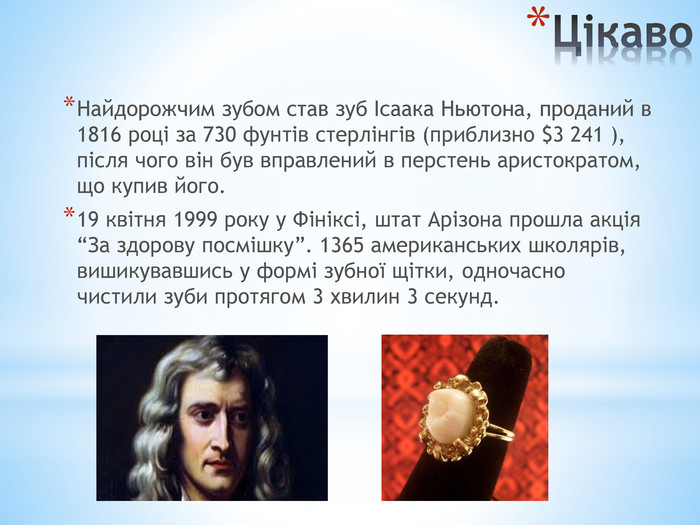 *Цікаво
*Найдорожчим зубом став зуб Ісаака Ньютона, проданий в
1816 році за 730 фунтів стерлінгів (приблизно $3 241 ),
після чого він був вправлений в перстень аристократом,
що купив його.
*19 квітня 1999 року у Фініксі, штат Арізона прошла акція
“За здорову посмішку”. 1365 американських школярів,
вишикувавшись у формі зубної щітки, одночасно
чистили зуби протягом 3 хвилин 3 секунд.